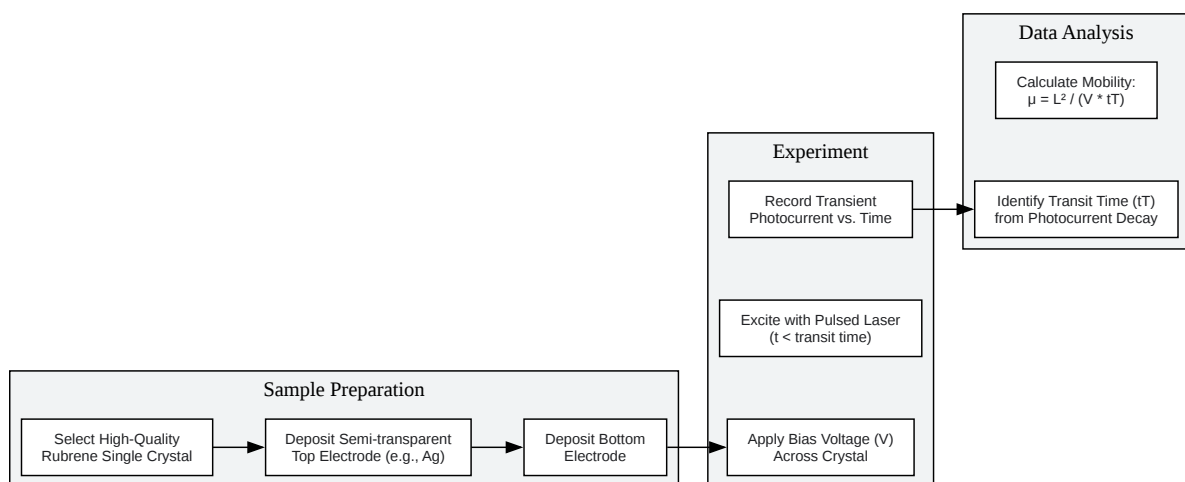 Sample Preparation
Select High-Quality
Rubrene Single Crystal
Deposit Semi-transparent
Top Electrode (e.g., Ag)
Deposit Bottom
Electrode
Experiment
Apply Bias Voltage (V)
Across Crystal
Excite with Pulsed Laser
(t < transit time)
Record Transient
Photocurrent vs. Time
Data Analysis
Identify Transit Time (tT)
from Photocurrent Decay
Calculate Mobility:
μ = L² / (V * tT)